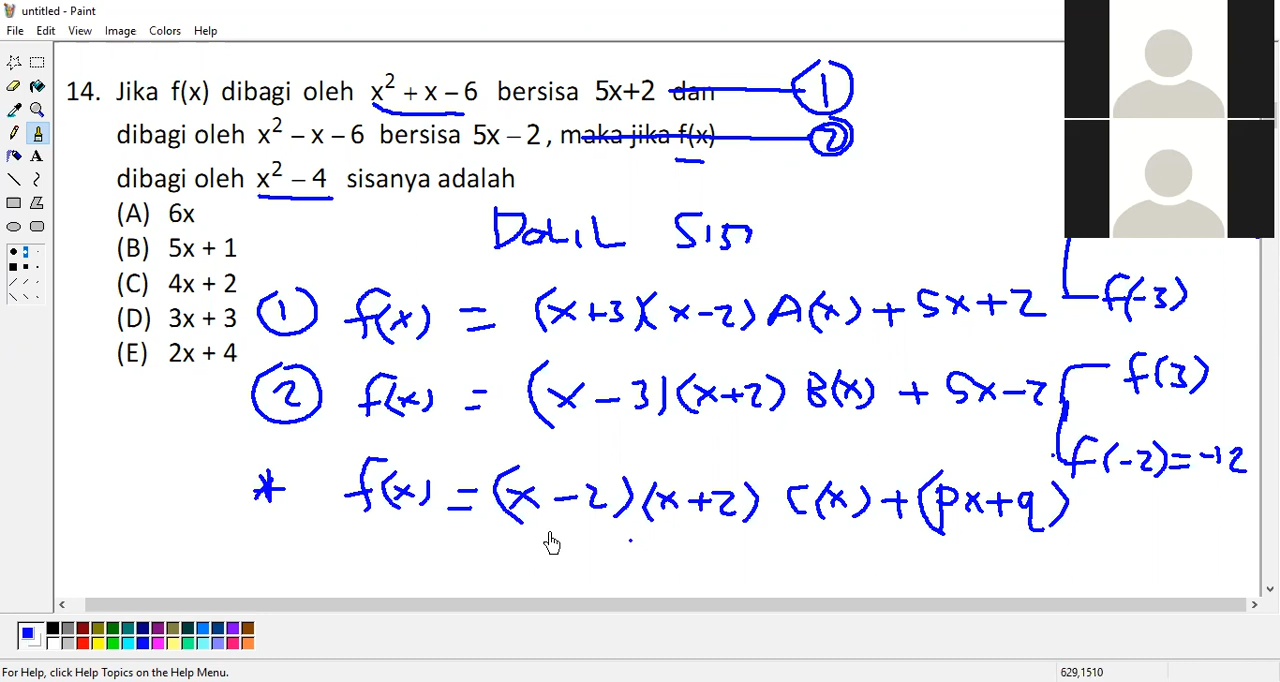 untitled - Paint
File Edit View Image Colors Help
14. Jika f(x) dibagi oleh x² + x – 6 bersisa 5x+2 dan
1
dibagi oleh x² – x – 6 bersisa 5x – 2 , maka jika f(x)
2
dibagi oleh x² – 4 sisanya adalah
(A) 6x
(B) 5x + 1
(C) 4x + 2
(D) 3x + 3
(E) 2x + 4
DALIL SISA
f(-3)
1 f(x) = (x+3)(x-2) A(x) + 5x+2
f(3)
2 f(x) = (x-3)(x+2) B(x) + 5x-2
f(-2)=-12
* f(x) = (x-2)(x+2) C(x) + (px+q)
For Help, click Help Topics on the Help Menu.
629,1510